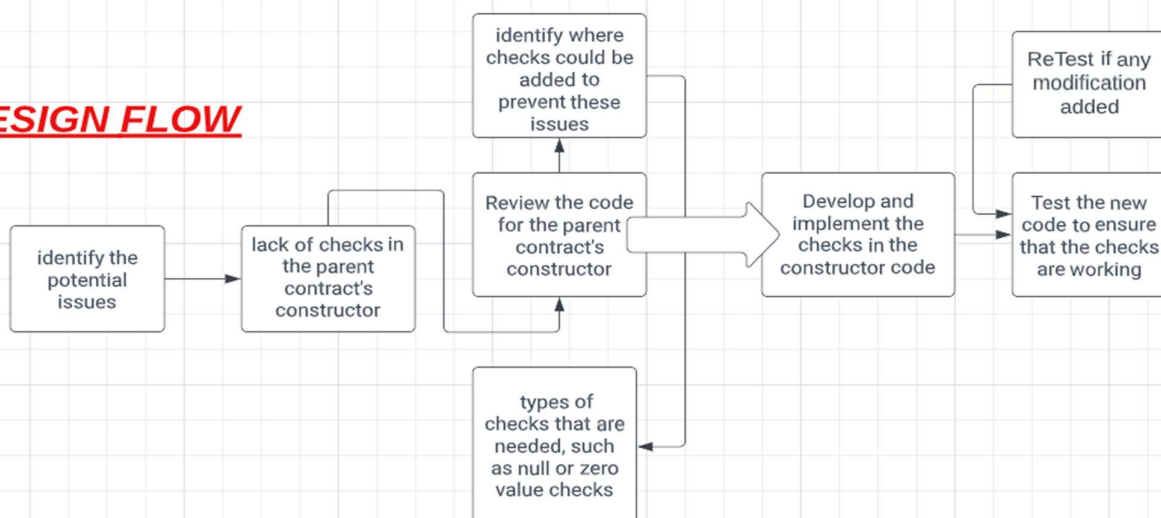 ESIGN FLOW
identify the
potential
issues
lack of checks in
the parent
contract's
constructor
identify where
checks could be
added to
prevent these
issues
Review the code
for the parent
contract's
constructor
types of
checks that are
needed, such
as null or zero
value checks
Develop and
implement the
checks in the
constructor code
ReTest if any
modification
added
Test the new
code to ensure
that the checks
are working